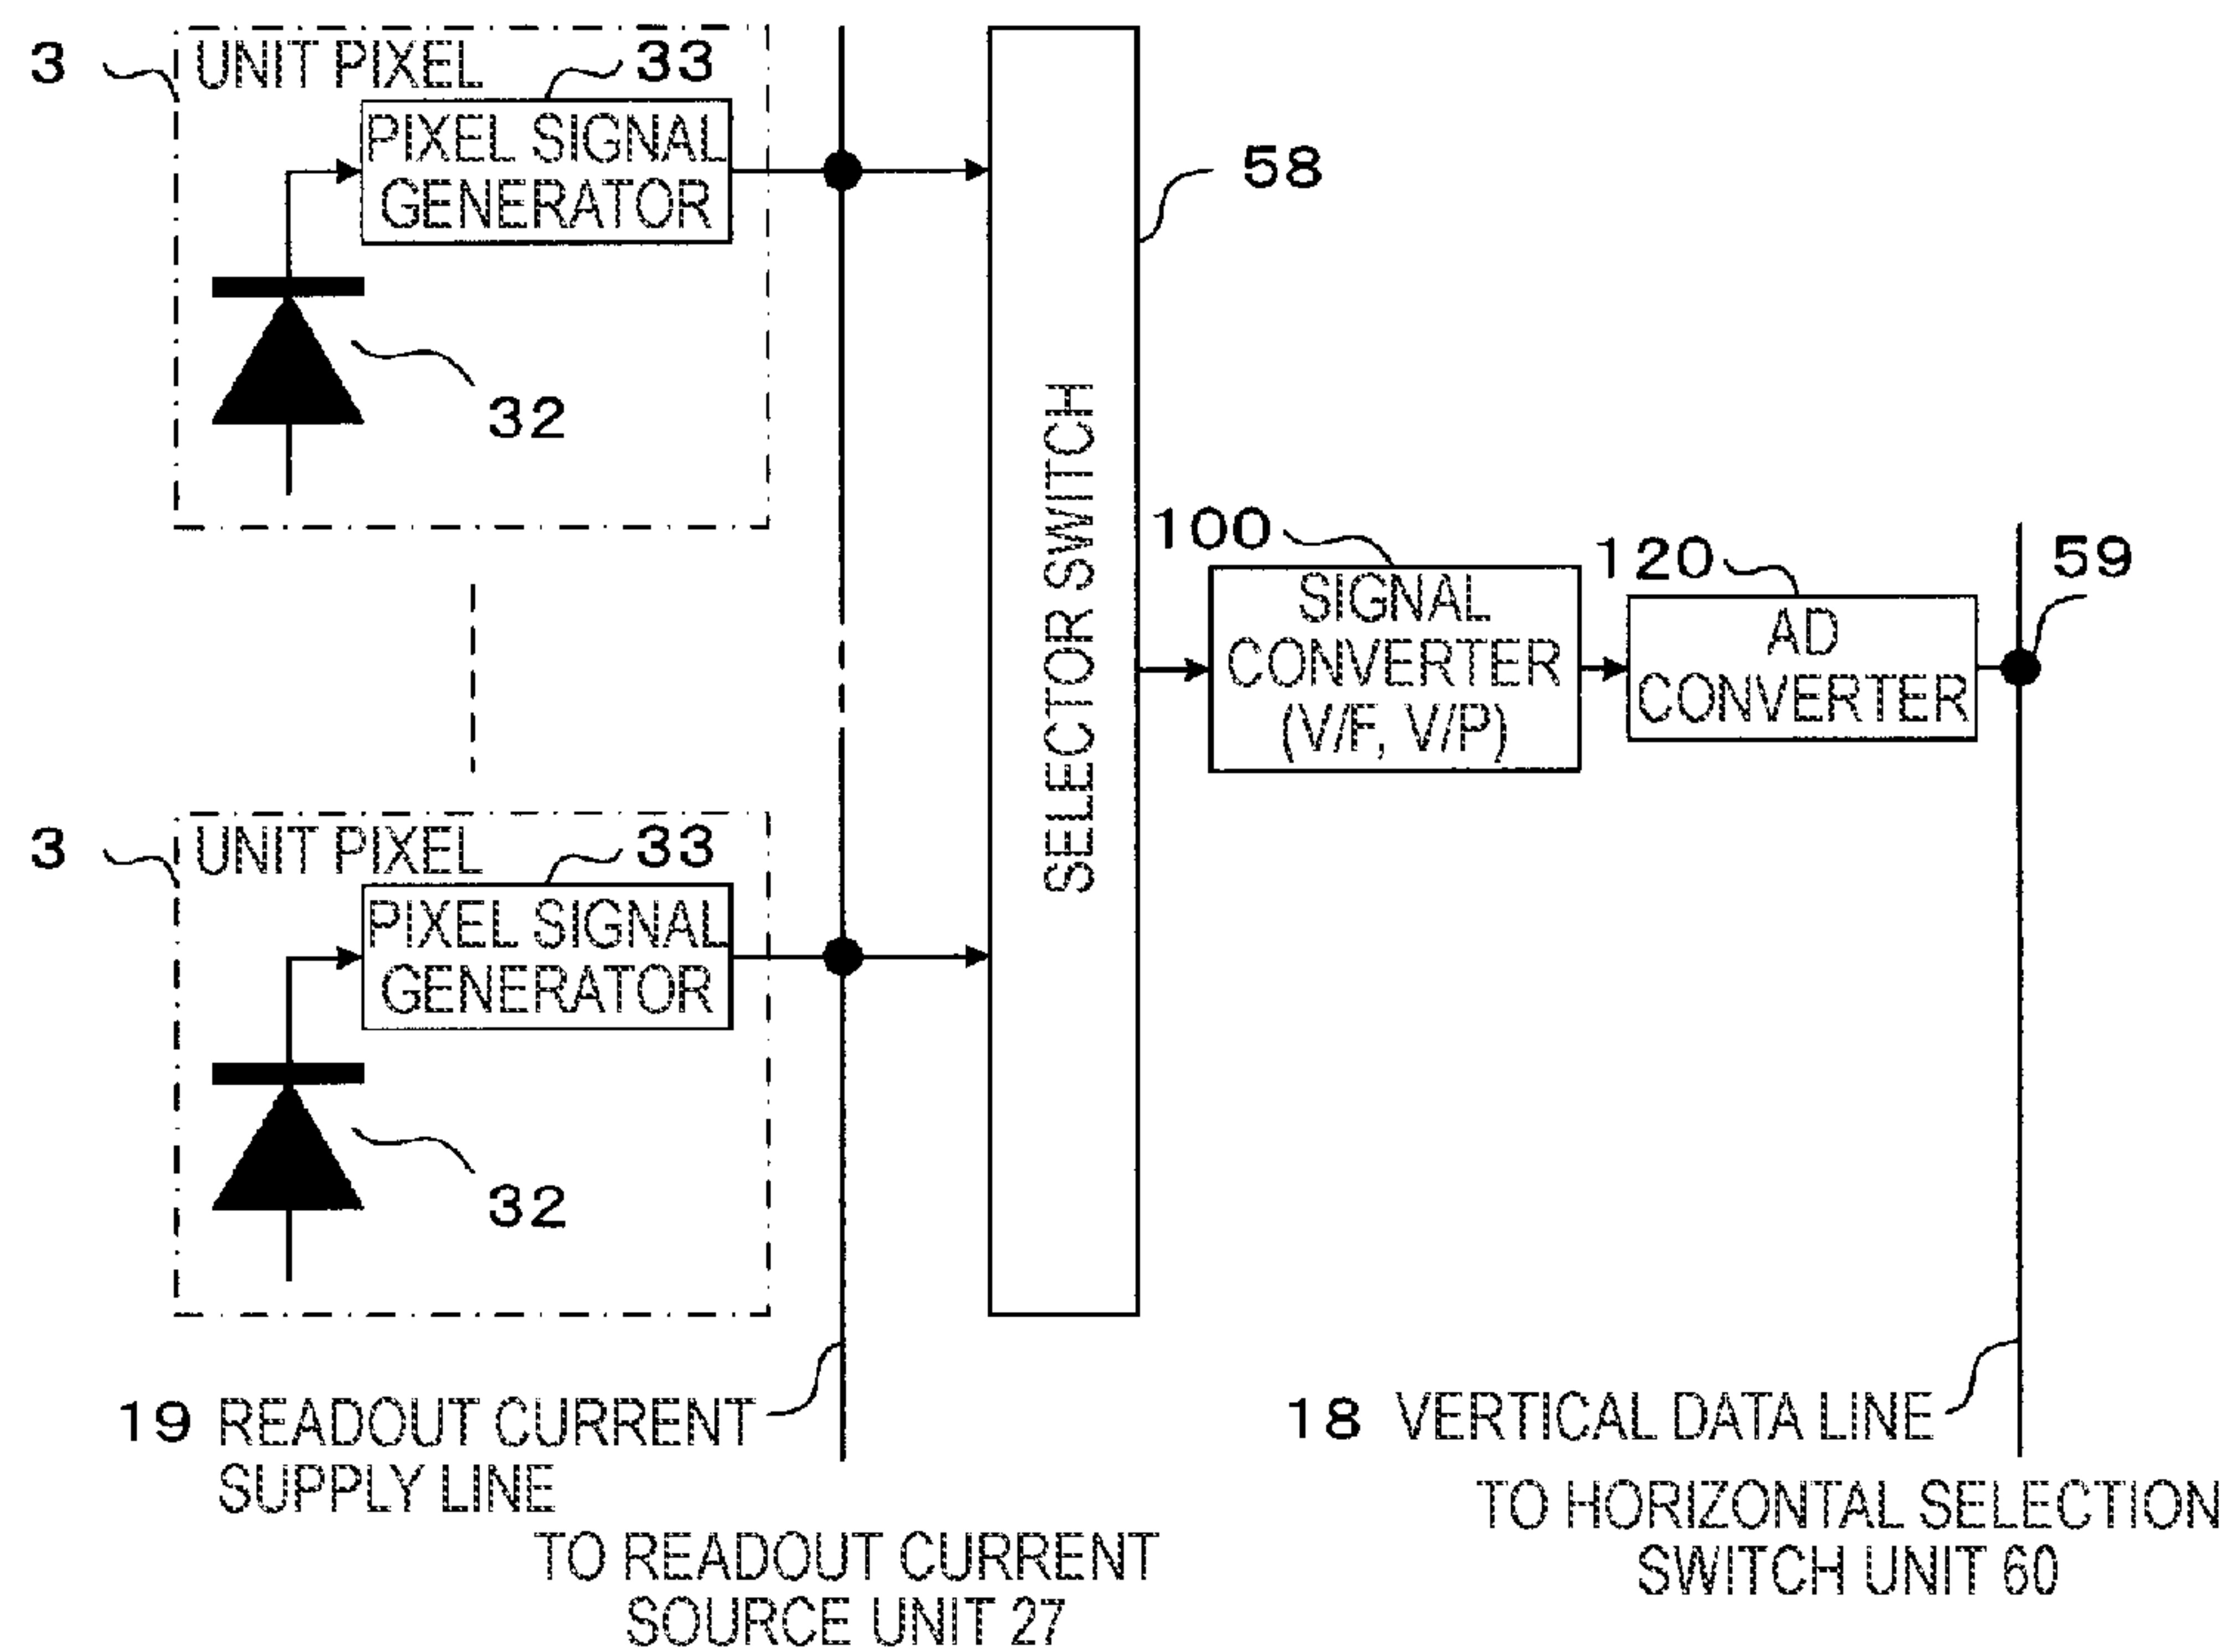 3
UNIT PIXEL
33
PIXEL SIGNAL
GENERATOR
32
58
SELECTOR SWITCH
100
SIGNAL
CONVERTER
(V/F, V/P)
120
AD
CONVERTER
59
3
UNIT PIXEL
33
PIXEL SIGNAL
GENERATOR
32
19 READOUT CURRENT
SUPPLY LINE
TO READOUT CURRENT
SOURCE UNIT 27
18 VERTICAL DATA LINE
TO HORIZONTAL SELECTION
SWITCH UNIT 60